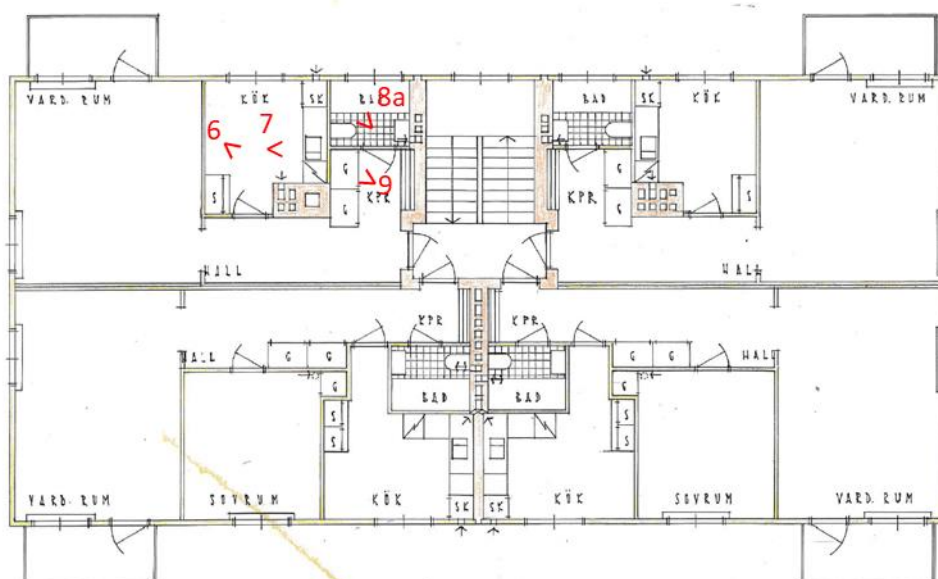 VARD. RUM KÖK SK BAD 8a BAD SK KÖK VARD. RUM
6 7
S G G KPR 9 KPR G G S
HALL HALL
KPR KPR
HALL G G G G HALL
G G
S BAD BAD S
S S
VARD. RUM SOVRUM KÖK SK SK KÖK SOVRUM VARD. RUM